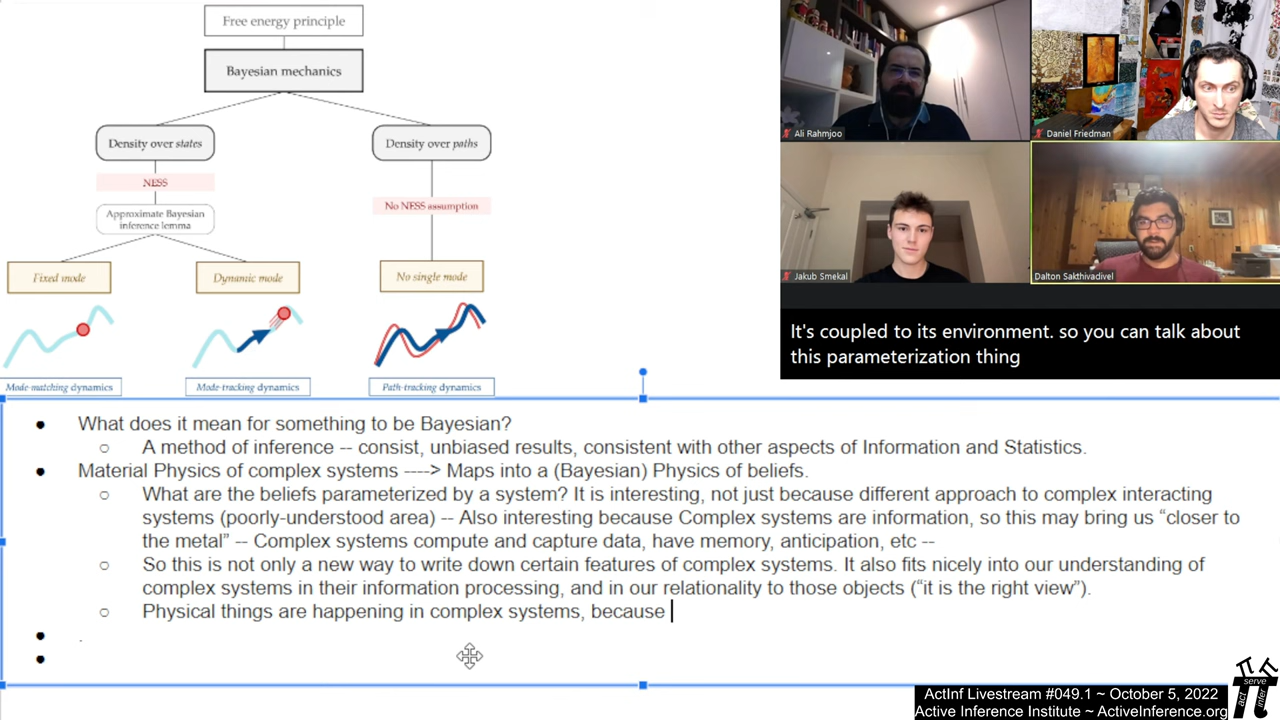 Free energy principle
Bayesian mechanics
Density over states
Density over paths
NESS
No NESS assumption
Approximate Bayesian
inference lemma
Fixed mode
Dynamic mode
No single mode
Mode-matching dynamics
Mode-tracking dynamics
Path-tracking dynamics
Ali Rahmjoo
Daniel Friedman
Jakub Smekal
Dalton Sakthivadivel
It's coupled to its environment. so you can talk about
this parameterization thing
● What does it mean for something to be Bayesian?
○ A method of inference -- consist, unbiased results, consistent with other aspects of Information and Statistics.
● Material Physics of complex systems ----> Maps into a (Bayesian) Physics of beliefs.
○ What are the beliefs parameterized by a system? It is interesting, not just because different approach to complex interacting
systems (poorly-understood area) -- Also interesting because Complex systems are information, so this may bring us “closer to
the metal” -- Complex systems compute and capture data, have memory, anticipation, etc --
○ So this is not only a new way to write down certain features of complex systems. It also fits nicely into our understanding of
complex systems in their information processing, and in our relationality to those objects (“it is the right view”).
○ Physical things are happening in complex systems, because
● .
●
ActInf Livestream #049.1 ~ October 5, 2022
Active Inference Institute ~ ActiveInference.org
π π
serve
act infer